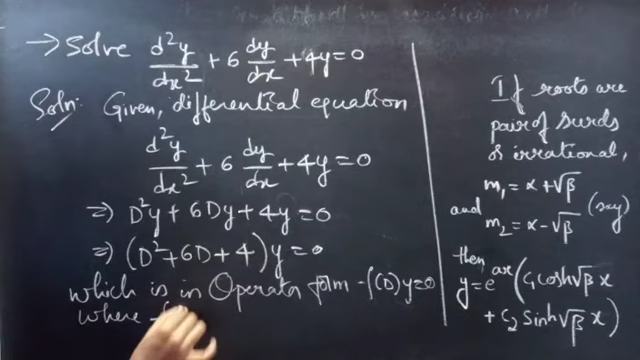 → Solve d²y/dx² + 6 dy/dx + 4y = 0
Soln: Given, differential equation
d²y/dx² + 6 dy/dx + 4y = 0
⇒ D²y + 6Dy + 4y = 0
⇒ (D² + 6D + 4) y = 0
which is in Operator form f(D)y=0
where
If roots are
pair of surds
& irrational,
m₁ = α + √β
and m₂ = α - √β (say)
then,
y = e^αx (C₁ cosh √β x
+ C₂ Sinh √β x)